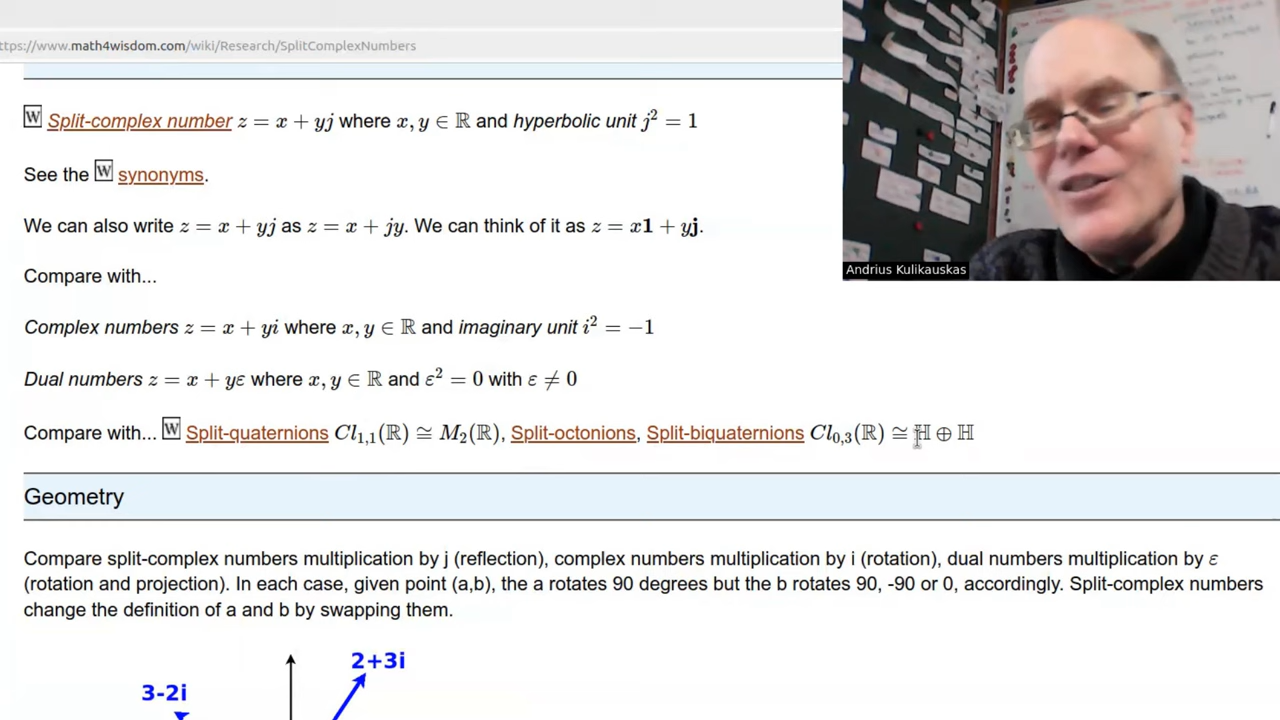 ttps://www.math4wisdom.com/wiki/Research/SplitComplexNumbers
W Split-complex number z = x + yj where x, y ∈ ℝ and hyperbolic unit j² = 1
See the W synonyms.
We can also write z = x + yj as z = x + jy. We can think of it as z = x1 + yj.
Compare with...
Complex numbers z = x + yi where x, y ∈ ℝ and imaginary unit i² = −1
Dual numbers z = x + yε where x, y ∈ ℝ and ε² = 0 with ε ≠ 0
Compare with... W Split-quaternions Cl₁,₁(ℝ) ≅ M₂(ℝ), Split-octonions, Split-biquaternions Cl₀,₃(ℝ) ≅ ℍ ⊕ ℍ
Geometry
Compare split-complex numbers multiplication by j (reflection), complex numbers multiplication by i (rotation), dual numbers multiplication by ε
(rotation and projection). In each case, given point (a,b), the a rotates 90 degrees but the b rotates 90, -90 or 0, accordingly. Split-complex numbers
change the definition of a and b by swapping them.
2+3i
3-2i
Andrius Kulikauskas